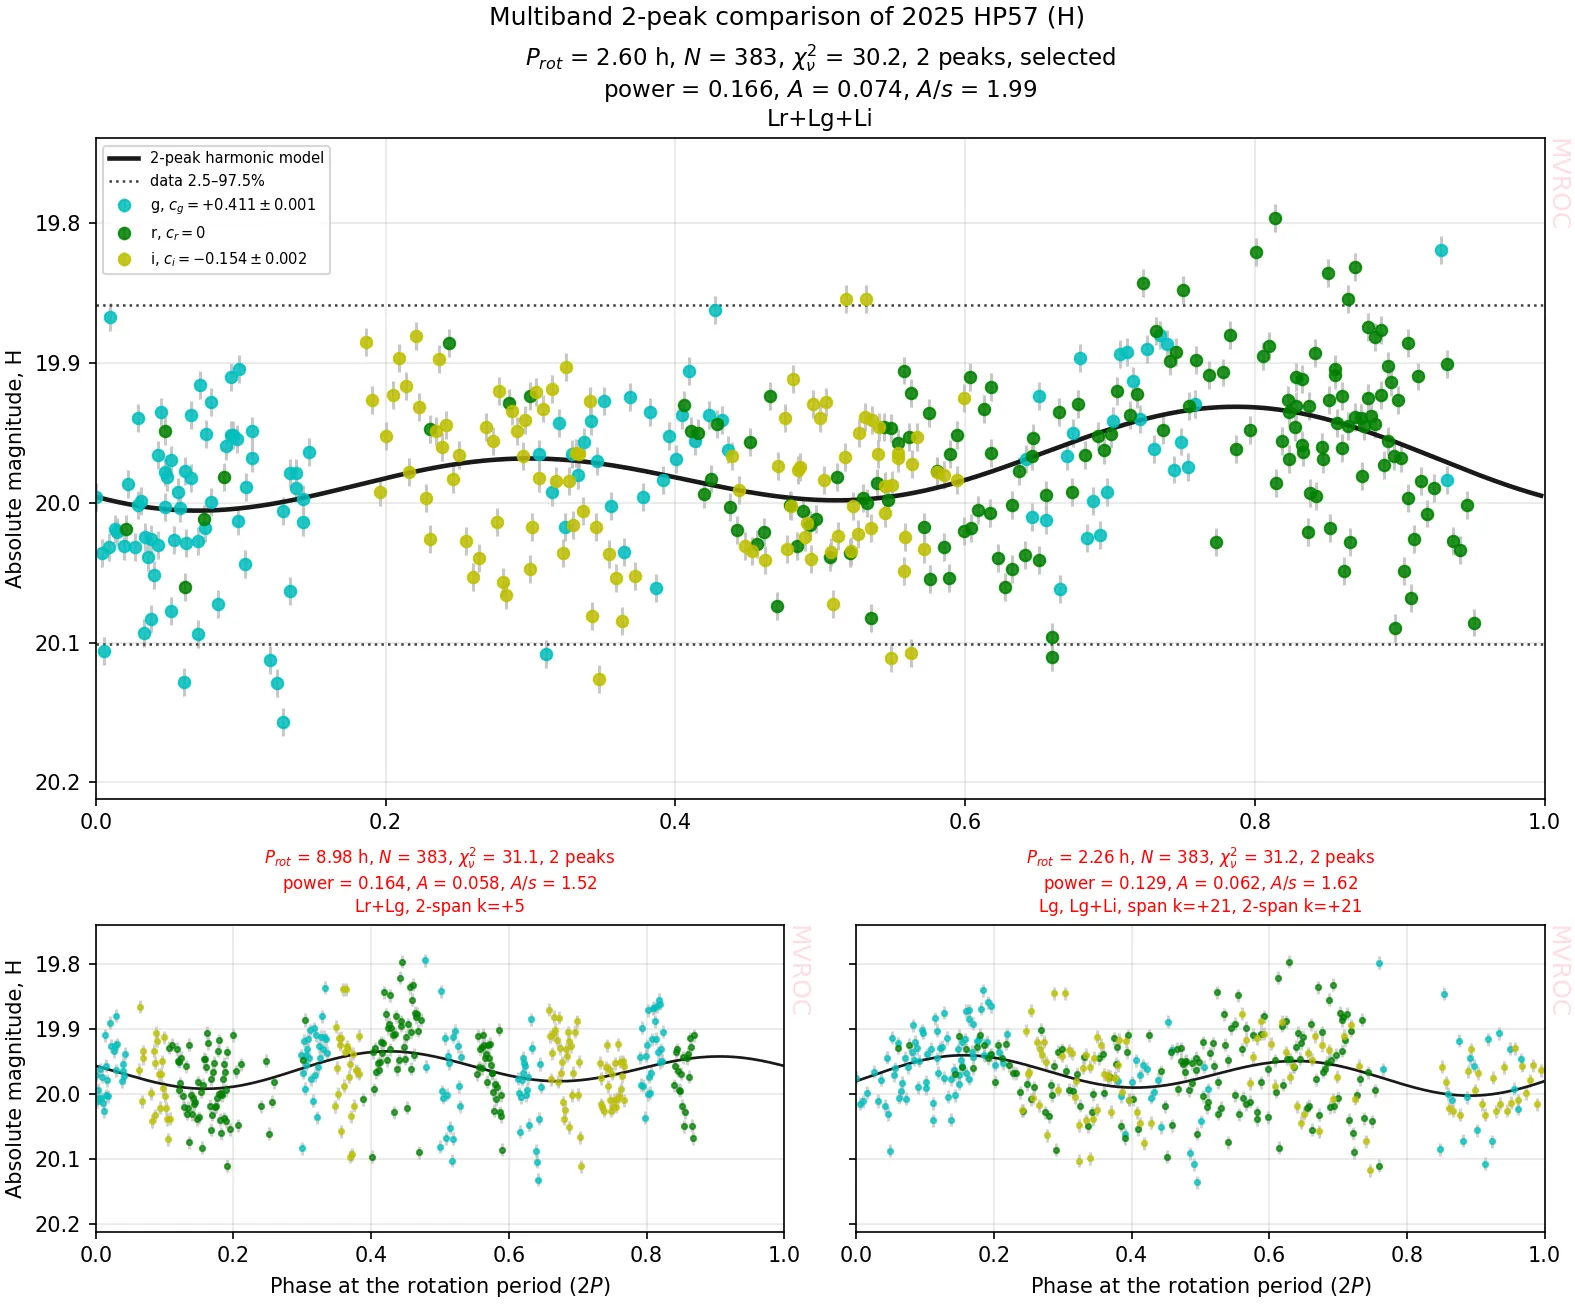 Multiband 2-peak comparison of 2025 HP57 (H)
P_rot = 2.60 h, N = 383, χ²_ν = 30.2, 2 peaks, selected
power = 0.166, A = 0.074, A/s = 1.99
Lr+Lg+Li
2-peak harmonic model
data 2.5–97.5%
g, c_g = +0.411 ± 0.001
r, c_r = 0
i, c_i = −0.154 ± 0.002
MVROC
Absolute magnitude, H
19.8
19.9
20.0
20.1
20.2
0.0 0.2 0.4 0.6 0.8 1.0
P_rot = 8.98 h, N = 383, χ²_ν = 31.1, 2 peaks
power = 0.164, A = 0.058, A/s = 1.52
Lr+Lg, 2-span k=+5
MVROC
Absolute magnitude, H
19.8
19.9
20.0
20.1
20.2
0.0 0.2 0.4 0.6 0.8 1.0
Phase at the rotation period (2P)
P_rot = 2.26 h, N = 383, χ²_ν = 31.2, 2 peaks
power = 0.129, A = 0.062, A/s = 1.62
Lg, Lg+Li, span k=+21, 2-span k=+21
MVROC
0.0 0.2 0.4 0.6 0.8 1.0
Phase at the rotation period (2P)